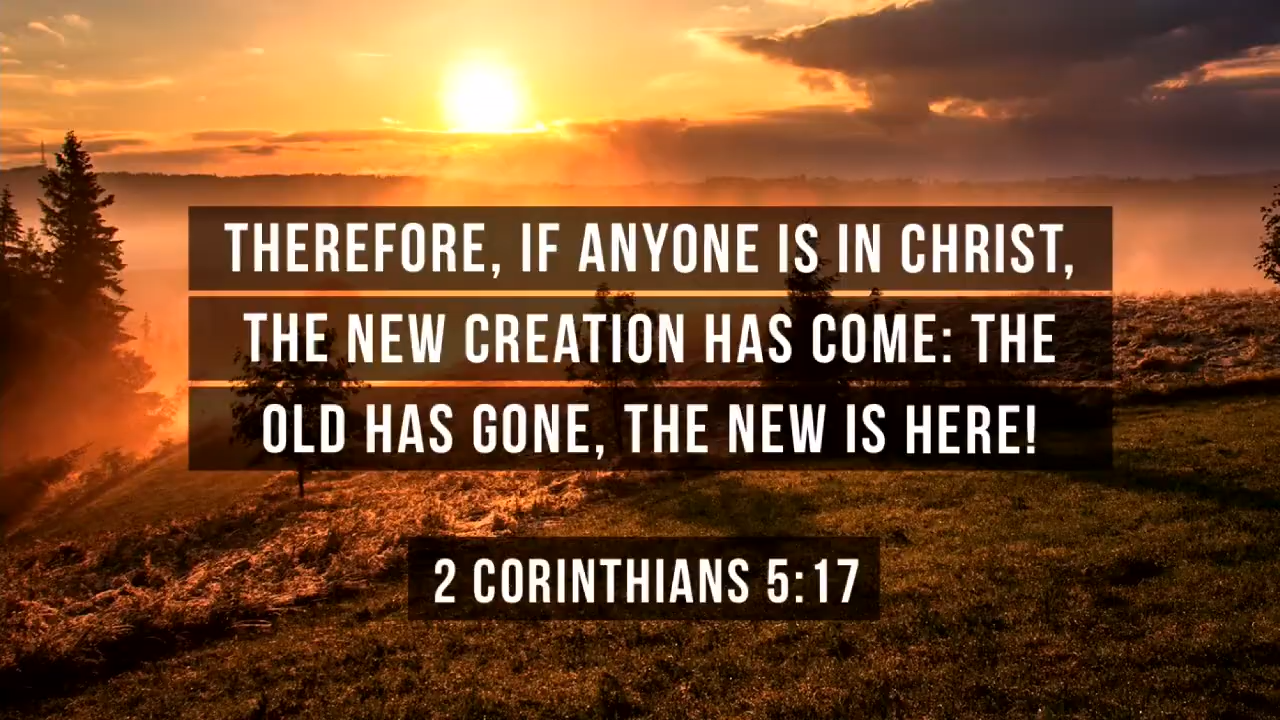 THEREFORE, IF ANYONE IS IN CHRIST,
THE NEW CREATION HAS COME: THE
OLD HAS GONE, THE NEW IS HERE!
2 CORINTHIANS 5:17